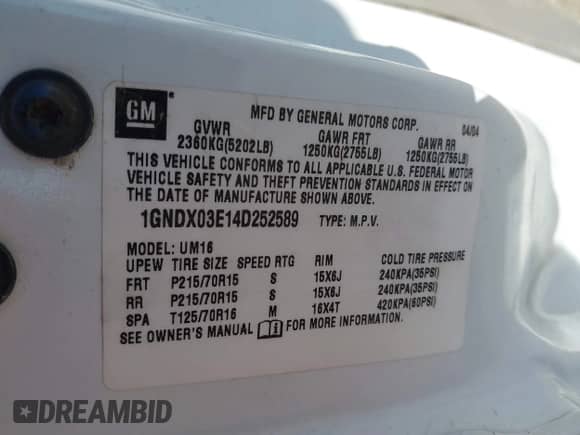 GM
MFD BY GENERAL MOTORS CORP. 04/04
GVWR GAWR FRT GAWR RR
2360KG(5202LB) 1250KG(2755LB) 1250KG(2755LB)
THIS VEHICLE CONFORMS TO ALL APPLICABLE U.S. FEDERAL MOTOR
VEHICLE SAFETY AND THEFT PREVENTION STANDARDS IN EFFECT ON
THE DATE OF MANUFACTURE SHOWN ABOVE.
1GNDX03E14D252589 TYPE: M.P.V.
MODEL: UM16
UPEW TIRE SIZE SPEED RTG RIM COLD TIRE PRESSURE
FRT P215/70R15 S 15X6J 240KPA(35PSI)
RR P215/70R15 S 15X6J 240KPA(35PSI)
SPA T125/70R16 M 16X4T 420KPA(60PSI)
SEE OWNER'S MANUAL FOR MORE INFORMATION.
DREAMBID